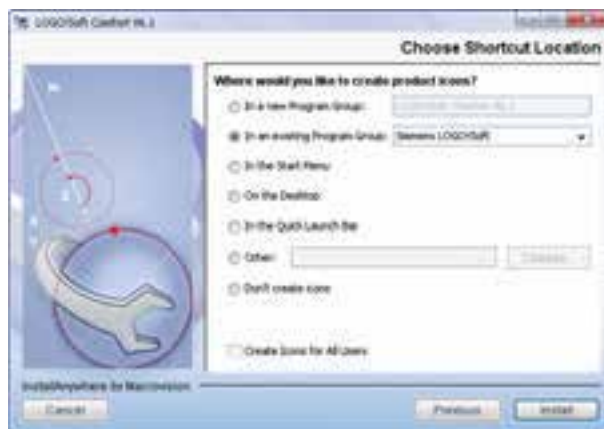 LOGO!Soft Comfort V6.1
Choose Shortcut Location
Where would you like to create product icons?
In a new Program Group:
In an existing Program Group: Siemens LOGO!Soft
In the Start Menu
On the Desktop
In the Quick Launch Bar
Other:
Don't create icons
Create Icons for All Users
InstallAnywhere by Macrovision
Cancel Previous Install